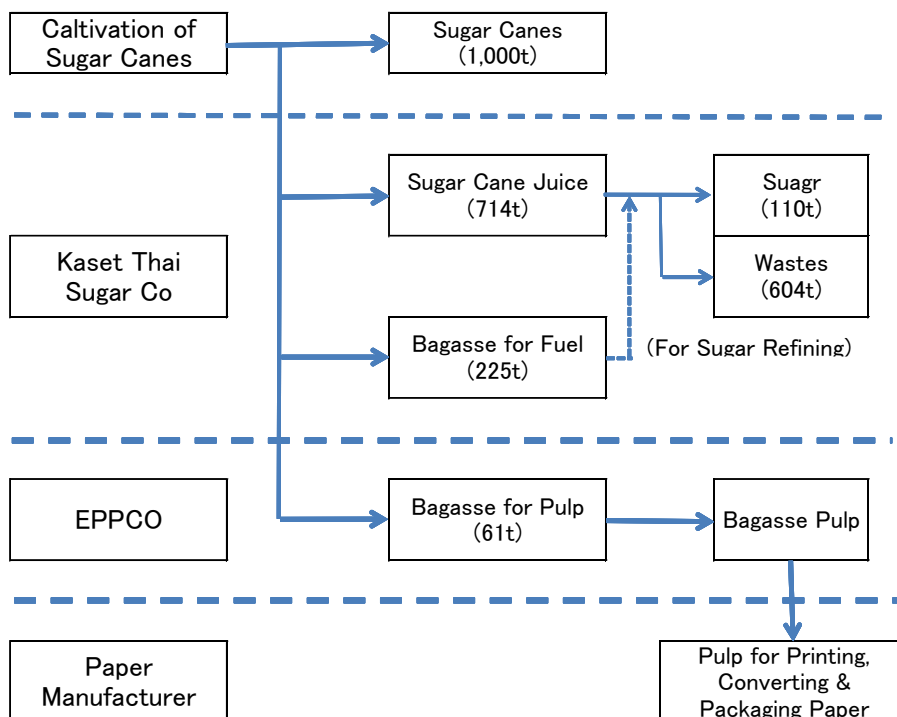 Caltivation of
Sugar Canes
Sugar Canes
(1,000t)
Sugar Cane Juice
(714t)
Suagr
(110t)
Kaset Thai
Sugar Co
Wastes
(604t)
Bagasse for Fuel
(225t)
(For Sugar Refining)
EPPCO
Bagasse for Pulp
(61t)
Bagasse Pulp
Paper
Manufacturer
Pulp for Printing,
Converting &
Packaging Paper